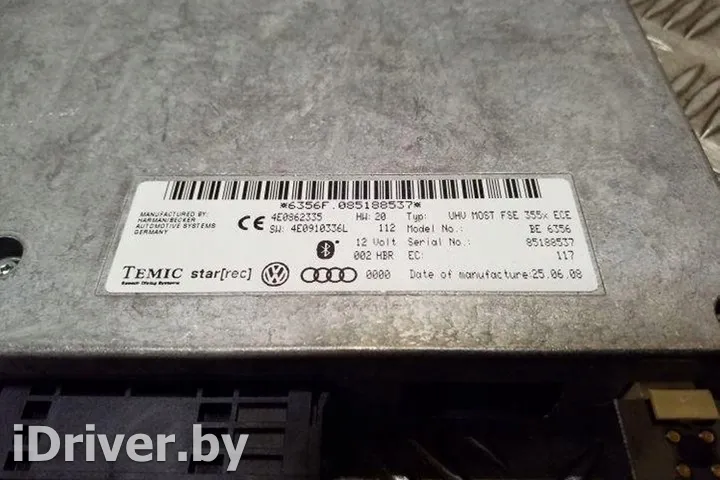 *6356F.085188537*
MANUFACTURED BY:
HARMAN/BECKER
AUTOMOTIVE SYSTEMS
GERMANY
CE
4E0862335 HW: 20 Typ: UHV MOST FSE 355x ECE
SW: 4E0910336L 112 Model No.: BE 6356
12 Volt Serial No.: 85188537
002 HBR EC: 117
TEMIC star[rec] 0000 Date of manufacture:25.06.08
iDriver.by